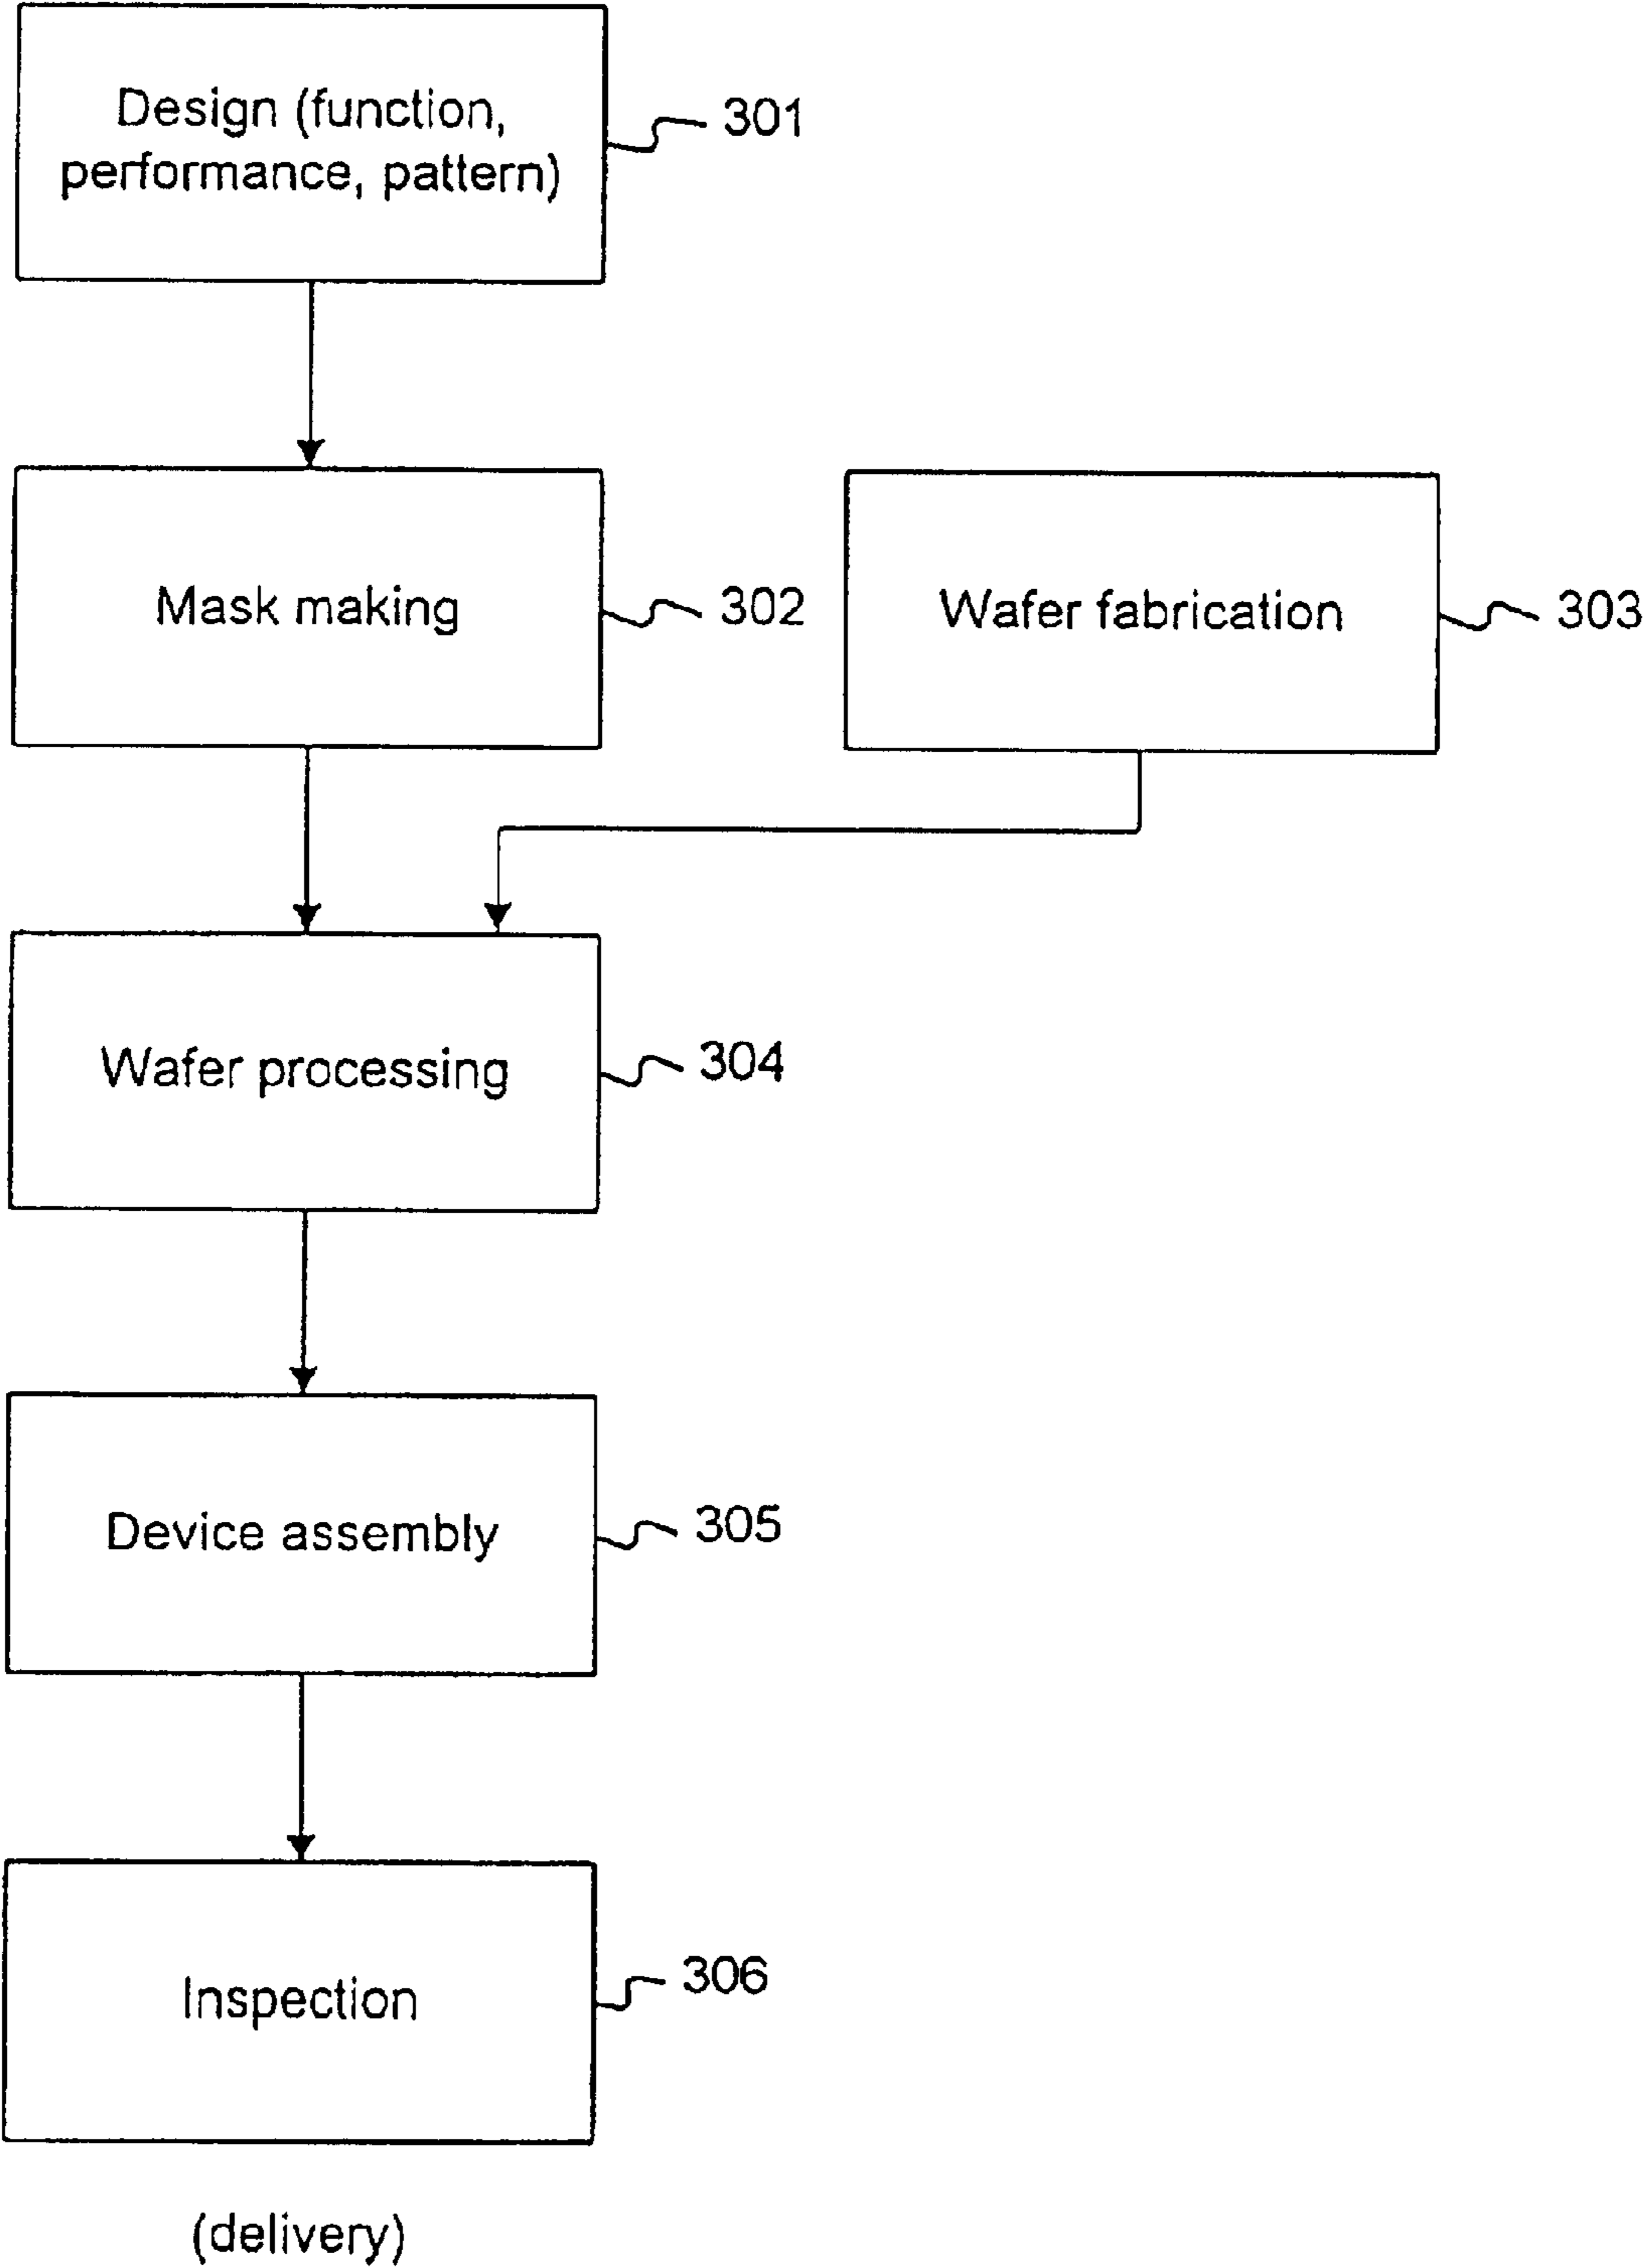 Design (function,
performance, pattern)
301
Mask making
302
Wafer fabrication
303
Wafer processing
304
Device assembly
305
Inspection
306
(delivery)